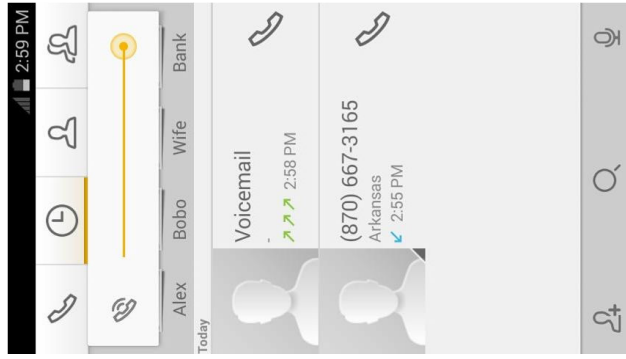 2:59 PM
Alex Bobo Wife Bank
Today
Voicemail
-
2:58 PM
(870) 667-3165
Arkansas
2:55 PM